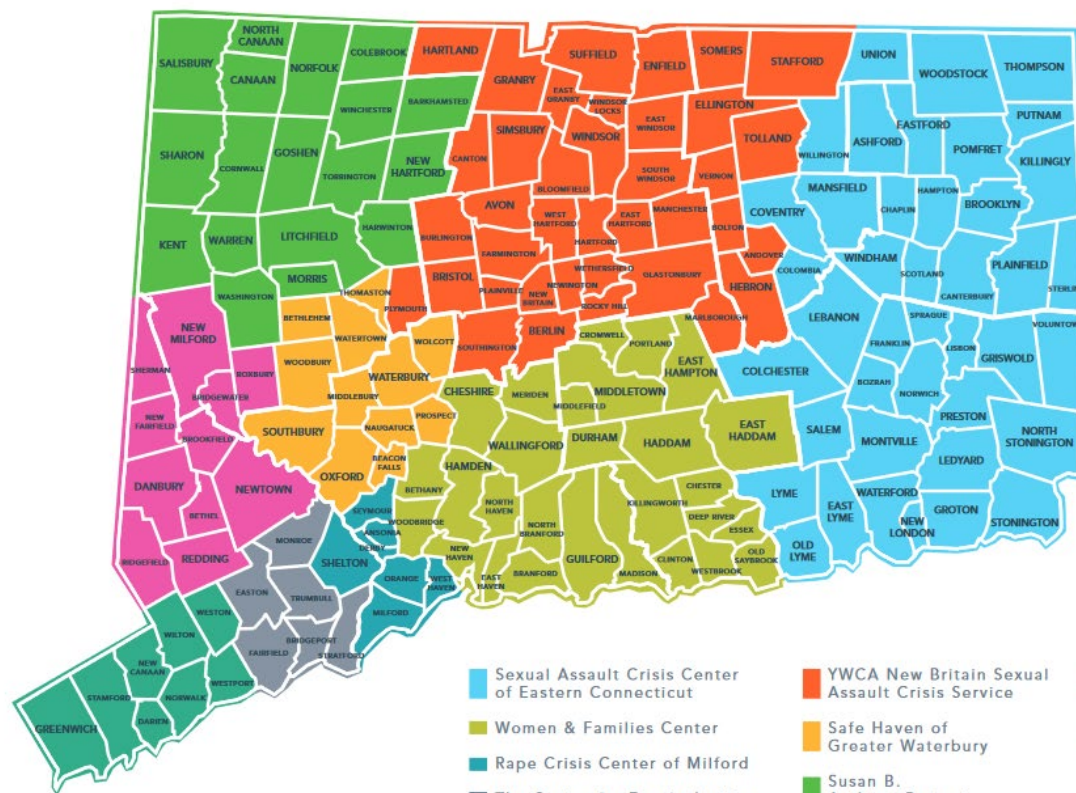 NORTH
CANAAN
COLEBROOK
HARTLAND
SUFFIELD
SOMERS
STAFFORD
UNION
WOODSTOCK
THOMPSON
SALISBURY
CANAAN
NORFOLK
GRANBY
EAST
GRANBY
WINDSOR
LOCKS
ENFIELD
WINCHESTER
BARKHAMSTED
ELLINGTON
EASTFORD
PUTNAM
SHARON
CORNWALL
GOSHEN
TORRINGTON
NEW
HARTFORD
CANTON
SIMSBURY
WINDSOR
EAST
WINDSOR
TOLLAND
WILLINGTON
ASHFORD
POMFRET
KILLINGLY
BLOOMFIELD
SOUTH
WINDSOR
VERNON
MANSFIELD
HAMPTON
BROOKLYN
KENT
WARREN
LITCHFIELD
HARWINTON
BURLINGTON
AVON
WEST
HARTFORD
HARTFORD
EAST
HARTFORD
MANCHESTER
BOLTON
COVENTRY
CHAPLIN
ANDOVER
FARMINGTON
WINDHAM
SCOTLAND
PLAINFIELD
WASHINGTON
MORRIS
THOMASTON
PLYMOUTH
BRISTOL
PLAINVILLE
NEW
BRITAIN
NEWINGTON
WETHERSFIELD
ROCKY HILL
GLASTONBURY
HEBRON
COLOMBIA
CANTERBURY
NEW
MILFORD
BETHLEHEM
WATERTOWN
WOLCOTT
SOUTHINGTON
BERLIN
CROMWELL
PORTLAND
MARLBOROUGH
LEBANON
FRANKLIN
SPRAGUE
LISBON
GRISWOLD
SHERMAN
BRIDGEWATER
ROXBURY
WOODBURY
MIDDLEBURY
WATERBURY
CHESHIRE
MERIDEN
MIDDLEFIELD
MIDDLETOWN
EAST
HAMPTON
COLCHESTER
BOZRAH
NORWICH
PRESTON
NEW
FAIRFIELD
BROOKFIELD
SOUTHBURY
NAUGATUCK
PROSPECT
WALLINGFORD
DURHAM
HADDAM
EAST
HADDAM
SALEM
MONTVILLE
NORTH
STONINGTON
DANBURY
BETHEL
NEWTOWN
OXFORD
BEACON
FALLS
BETHANY
HAMDEN
NORTH
HAVEN
KILLINGWORTH
CHESTER
DEEP RIVER
ESSEX
LYME
EAST
LYME
WATERFORD
LEDYARD
SEYMOUR
ANSONIA
DERBY
WOODBRIDGE
NORTH
BRANFORD
NEW
LONDON
GROTON
STONINGTON
RIDGEFIELD
REDDING
MONROE
SHELTON
ORANGE
WEST
HAVEN
NEW
HAVEN
EAST
HAVEN
BRANFORD
GUILFORD
MADISON
CLINTON
WESTBROOK
OLD
SAYBROOK
OLD
LYME
EASTON
TRUMBULL
MILFORD
WESTON
WILTON
FAIRFIELD
BRIDGEPORT
STRATFORD
NEW
CANAAN
STAMFORD
NORWALK
WESTPORT
GREENWICH
DARIEN
Sexual Assault Crisis Center
of Eastern Connecticut
Women & Families Center
Rape Crisis Center of Milford
YWCA New Britain Sexual
Assault Crisis Service
Safe Haven of
Greater Waterbury
Susan B.